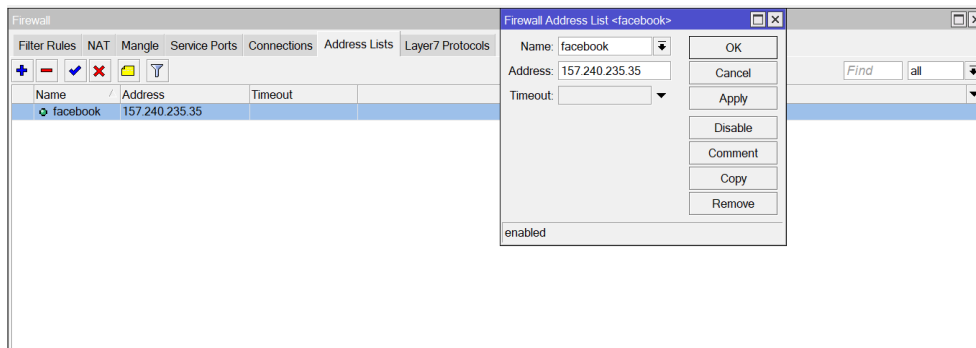 Firewall
Filter Rules NAT Mangle Service Ports Connections Address Lists Layer7 Protocols
Find all
Name Address Timeout
facebook 157.240.235.35
Firewall Address List <facebook>
Name: facebook OK
Address: 157.240.235.35 Cancel
Timeout: Apply
Disable
Comment
Copy
Remove
enabled